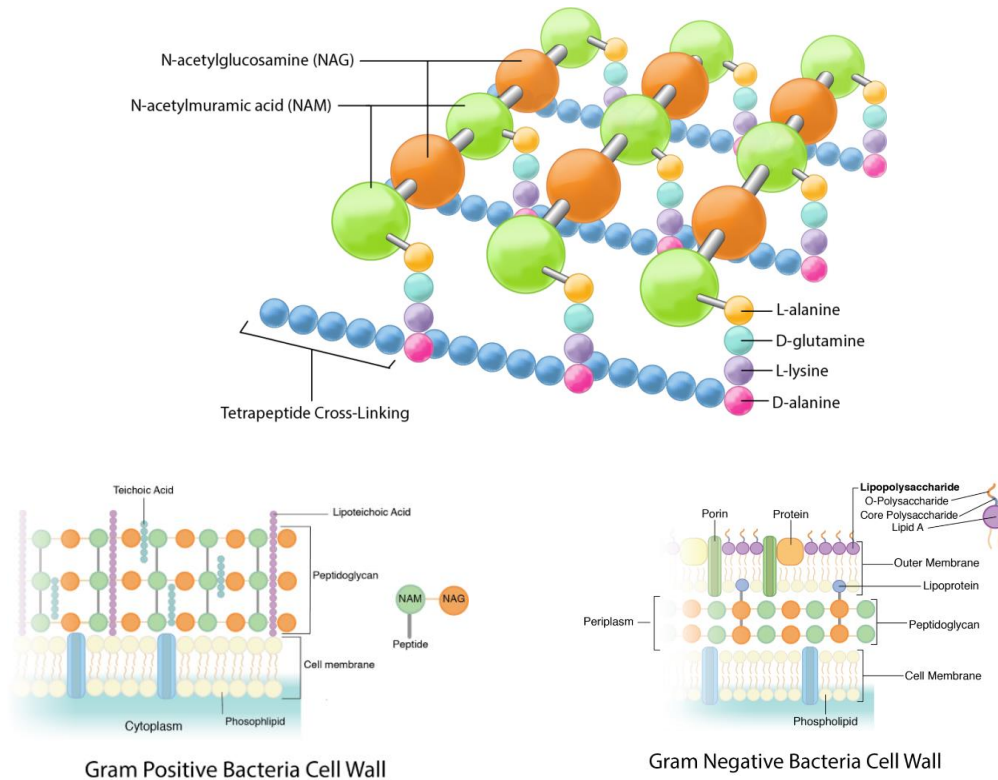 N-acetylglucosamine (NAG)
N-acetylmuramic acid (NAM)
L-alanine
D-glutamine
L-lysine
D-alanine
Tetrapeptide Cross-Linking
Teichoic Acid
Lipoteichoic Acid
Peptidoglycan
NAM
NAG
Peptide
Cell membrane
Phosophlipid
Cytoplasm
Gram Positive Bacteria Cell Wall
Lipopolysaccharide
O-Polysaccharide
Core Polysaccharide
Lipid A
Porin
Protein
Outer Membrane
Lipoprotein
Periplasm
Peptidoglycan
Cell Membrane
Phospholipid
Gram Negative Bacteria Cell Wall